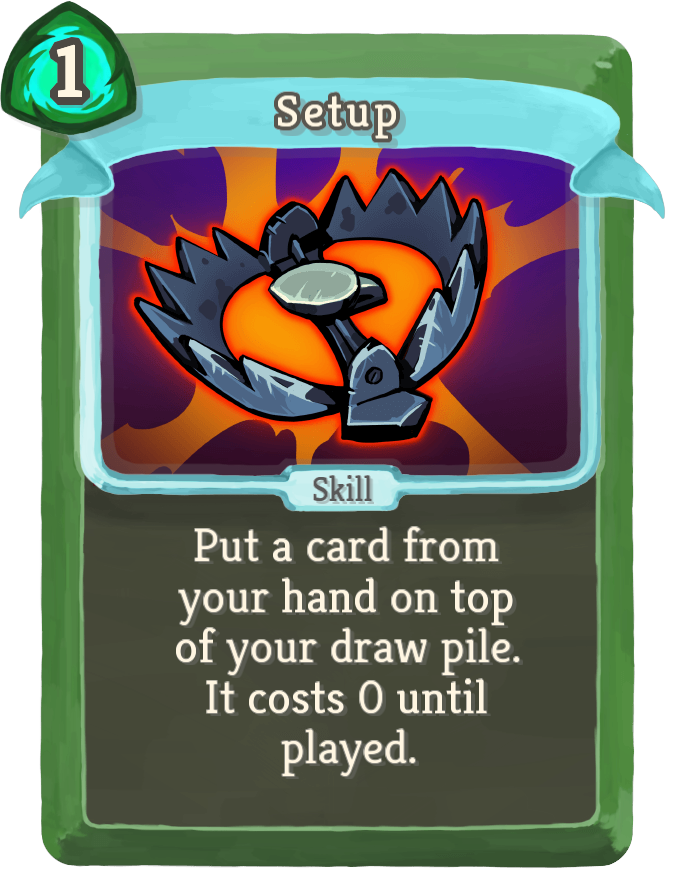 1
Setup
Skill
Put a card from
your hand on top
of your draw pile.
It costs 0 until
played.